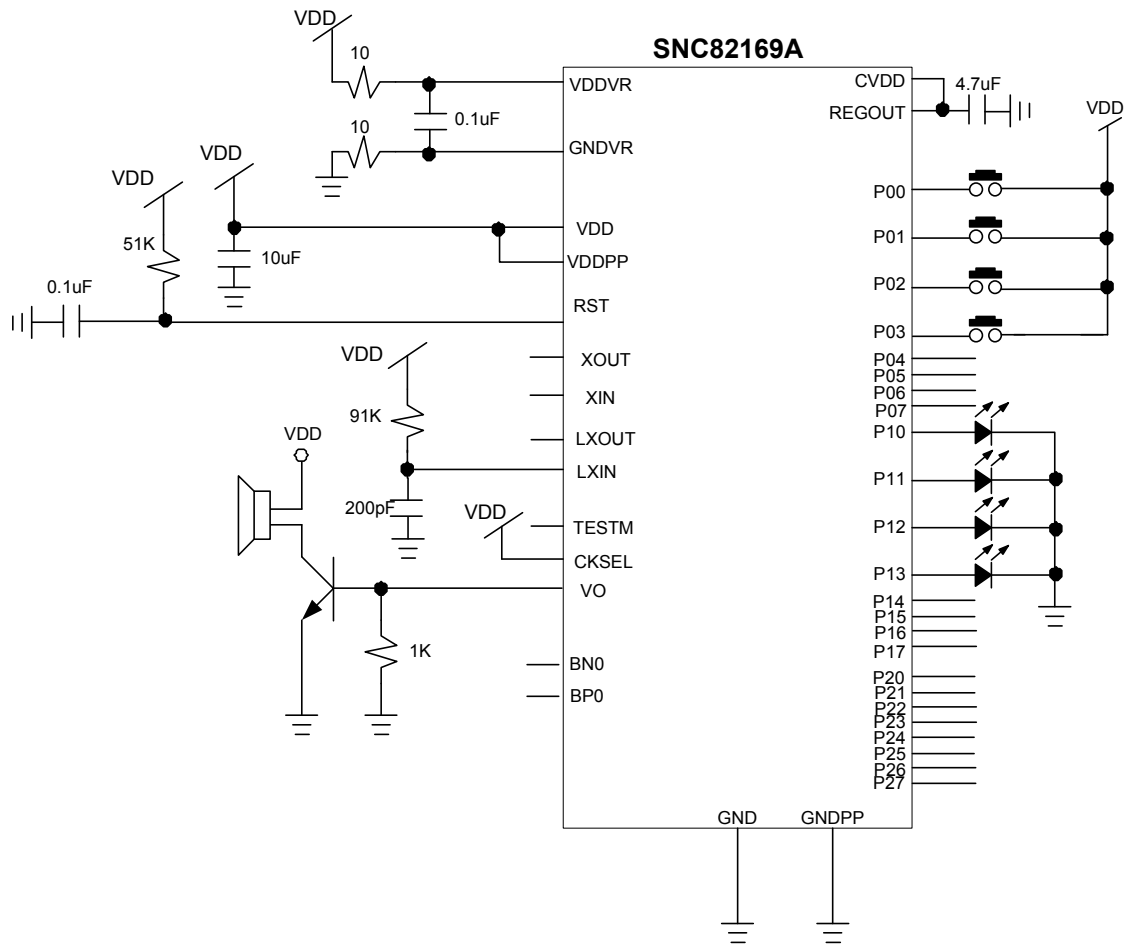 SNC82169A
VDD
10
VDDVR
0.1uF
10
GNDVR
VDD
VDD
VDD
10uF
VDDPP
51K
0.1uF
RST
VDD
XOUT
XIN
91K
LXOUT
LXIN
200pF
VDD
VDD
TESTM
CKSEL
VO
1K
BN0
BP0
CVDD
4.7uF
REGOUT
VDD
P00
P01
P02
P03
P04
P05
P06
P07
P10
P11
P12
P13
P14
P15
P16
P17
P20
P21
P22
P23
P24
P25
P26
P27
GND
GNDPP